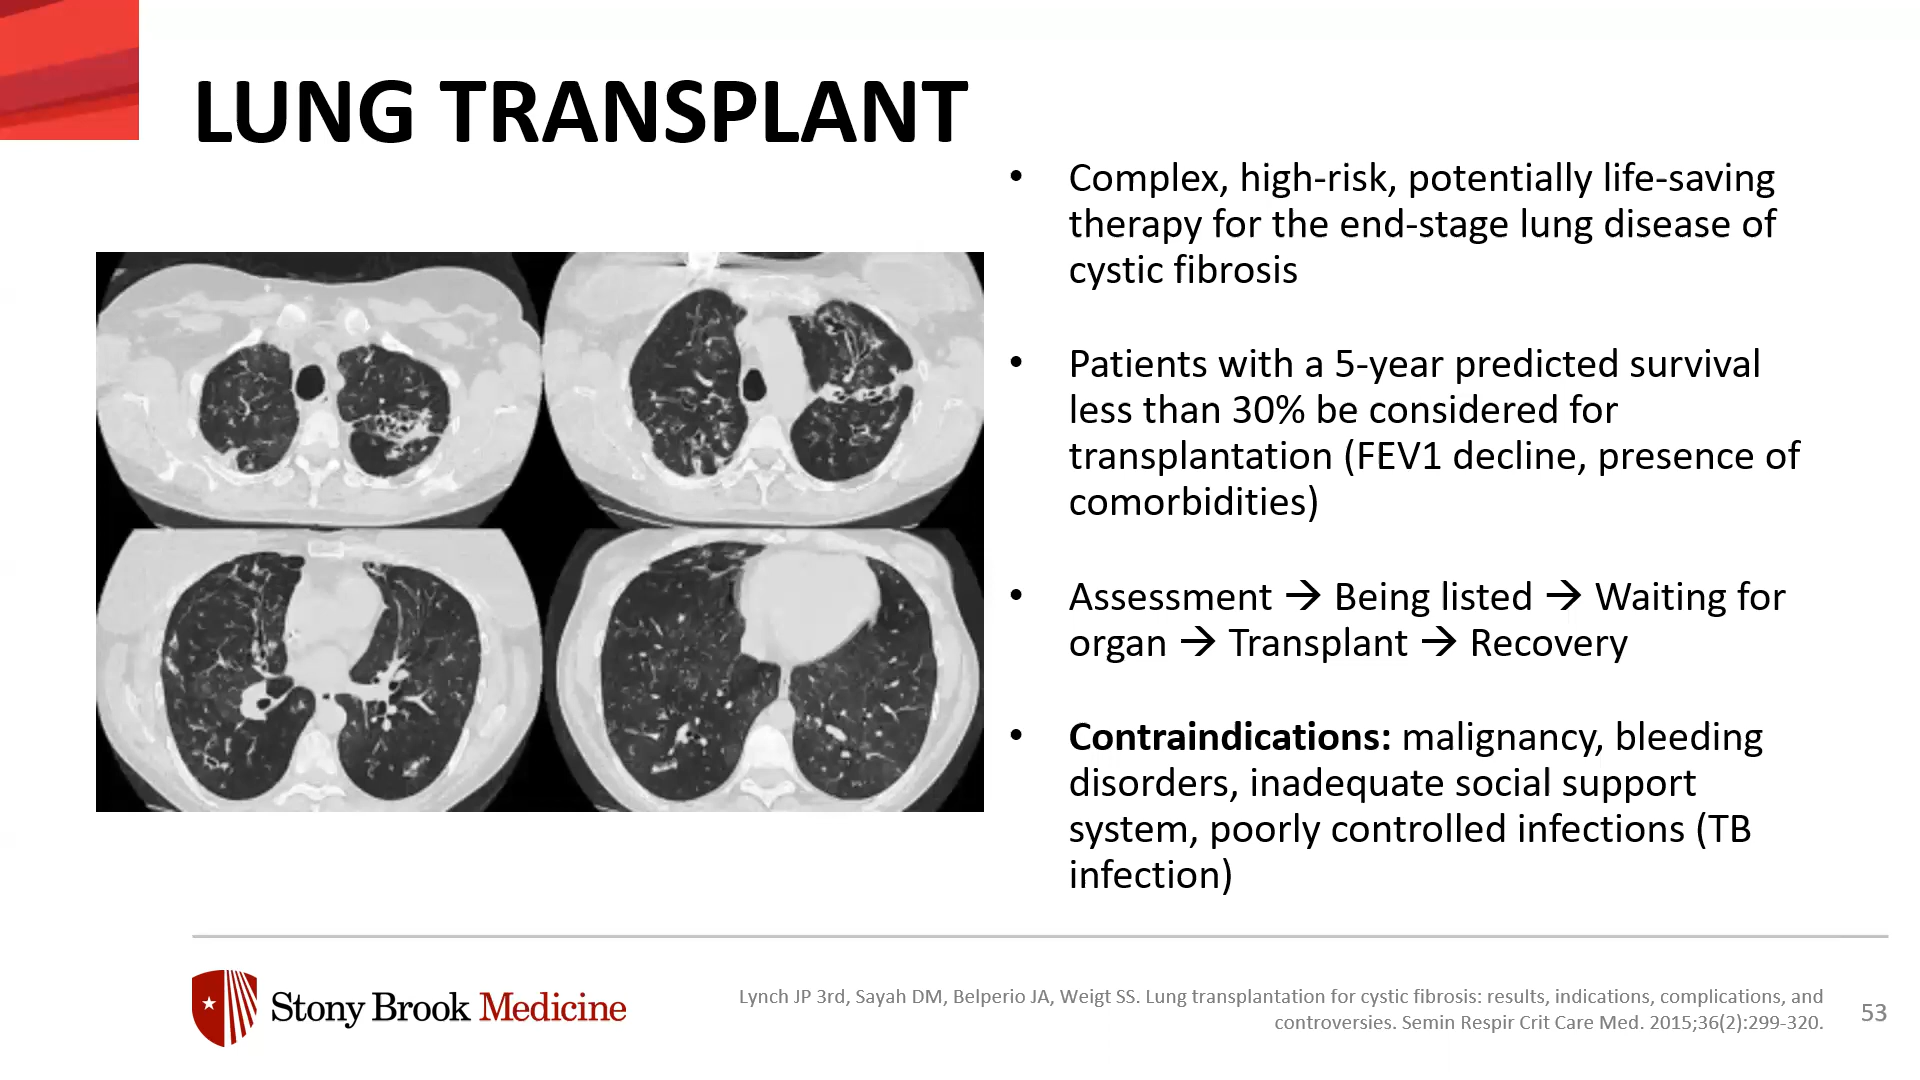 LUNG TRANSPLANT
• Complex, high-risk, potentially life-saving
therapy for the end-stage lung disease of
cystic fibrosis
• Patients with a 5-year predicted survival
less than 30% be considered for
transplantation (FEV1 decline, presence of
comorbidities)
• Assessment → Being listed → Waiting for
organ → Transplant → Recovery
• Contraindications: malignancy, bleeding
disorders, inadequate social support
system, poorly controlled infections (TB
infection)
Stony Brook Medicine
Lynch JP 3rd, Sayah DM, Belperio JA, Weigt SS. Lung transplantation for cystic fibrosis: results, indications, complications, and
controversies. Semin Respir Crit Care Med. 2015;36(2):299-320.
53